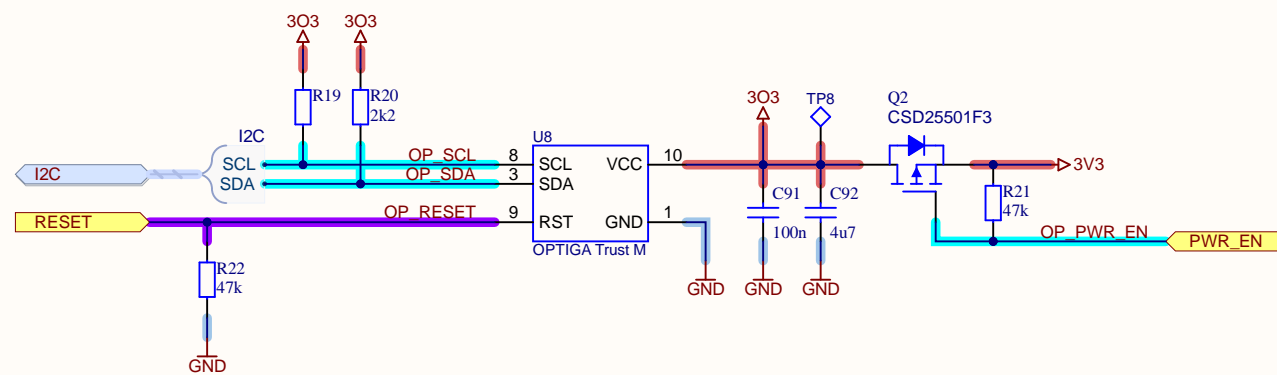 3O3
3O3
R19
R20
2k2
I2C
I2C
SCL
SDA
OP_SCL
OP_SDA
8
3
U8
SCL
SDA
VCC
10
RESET
OP_RESET
9
RST
GND
1
OPTIGA Trust M
R22
47k
GND
GND
3O3
TP8
C91
100n
GND
C92
4u7
GND
Q2
CSD25501F3
3V3
R21
47k
OP_PWR_EN
PWR_EN